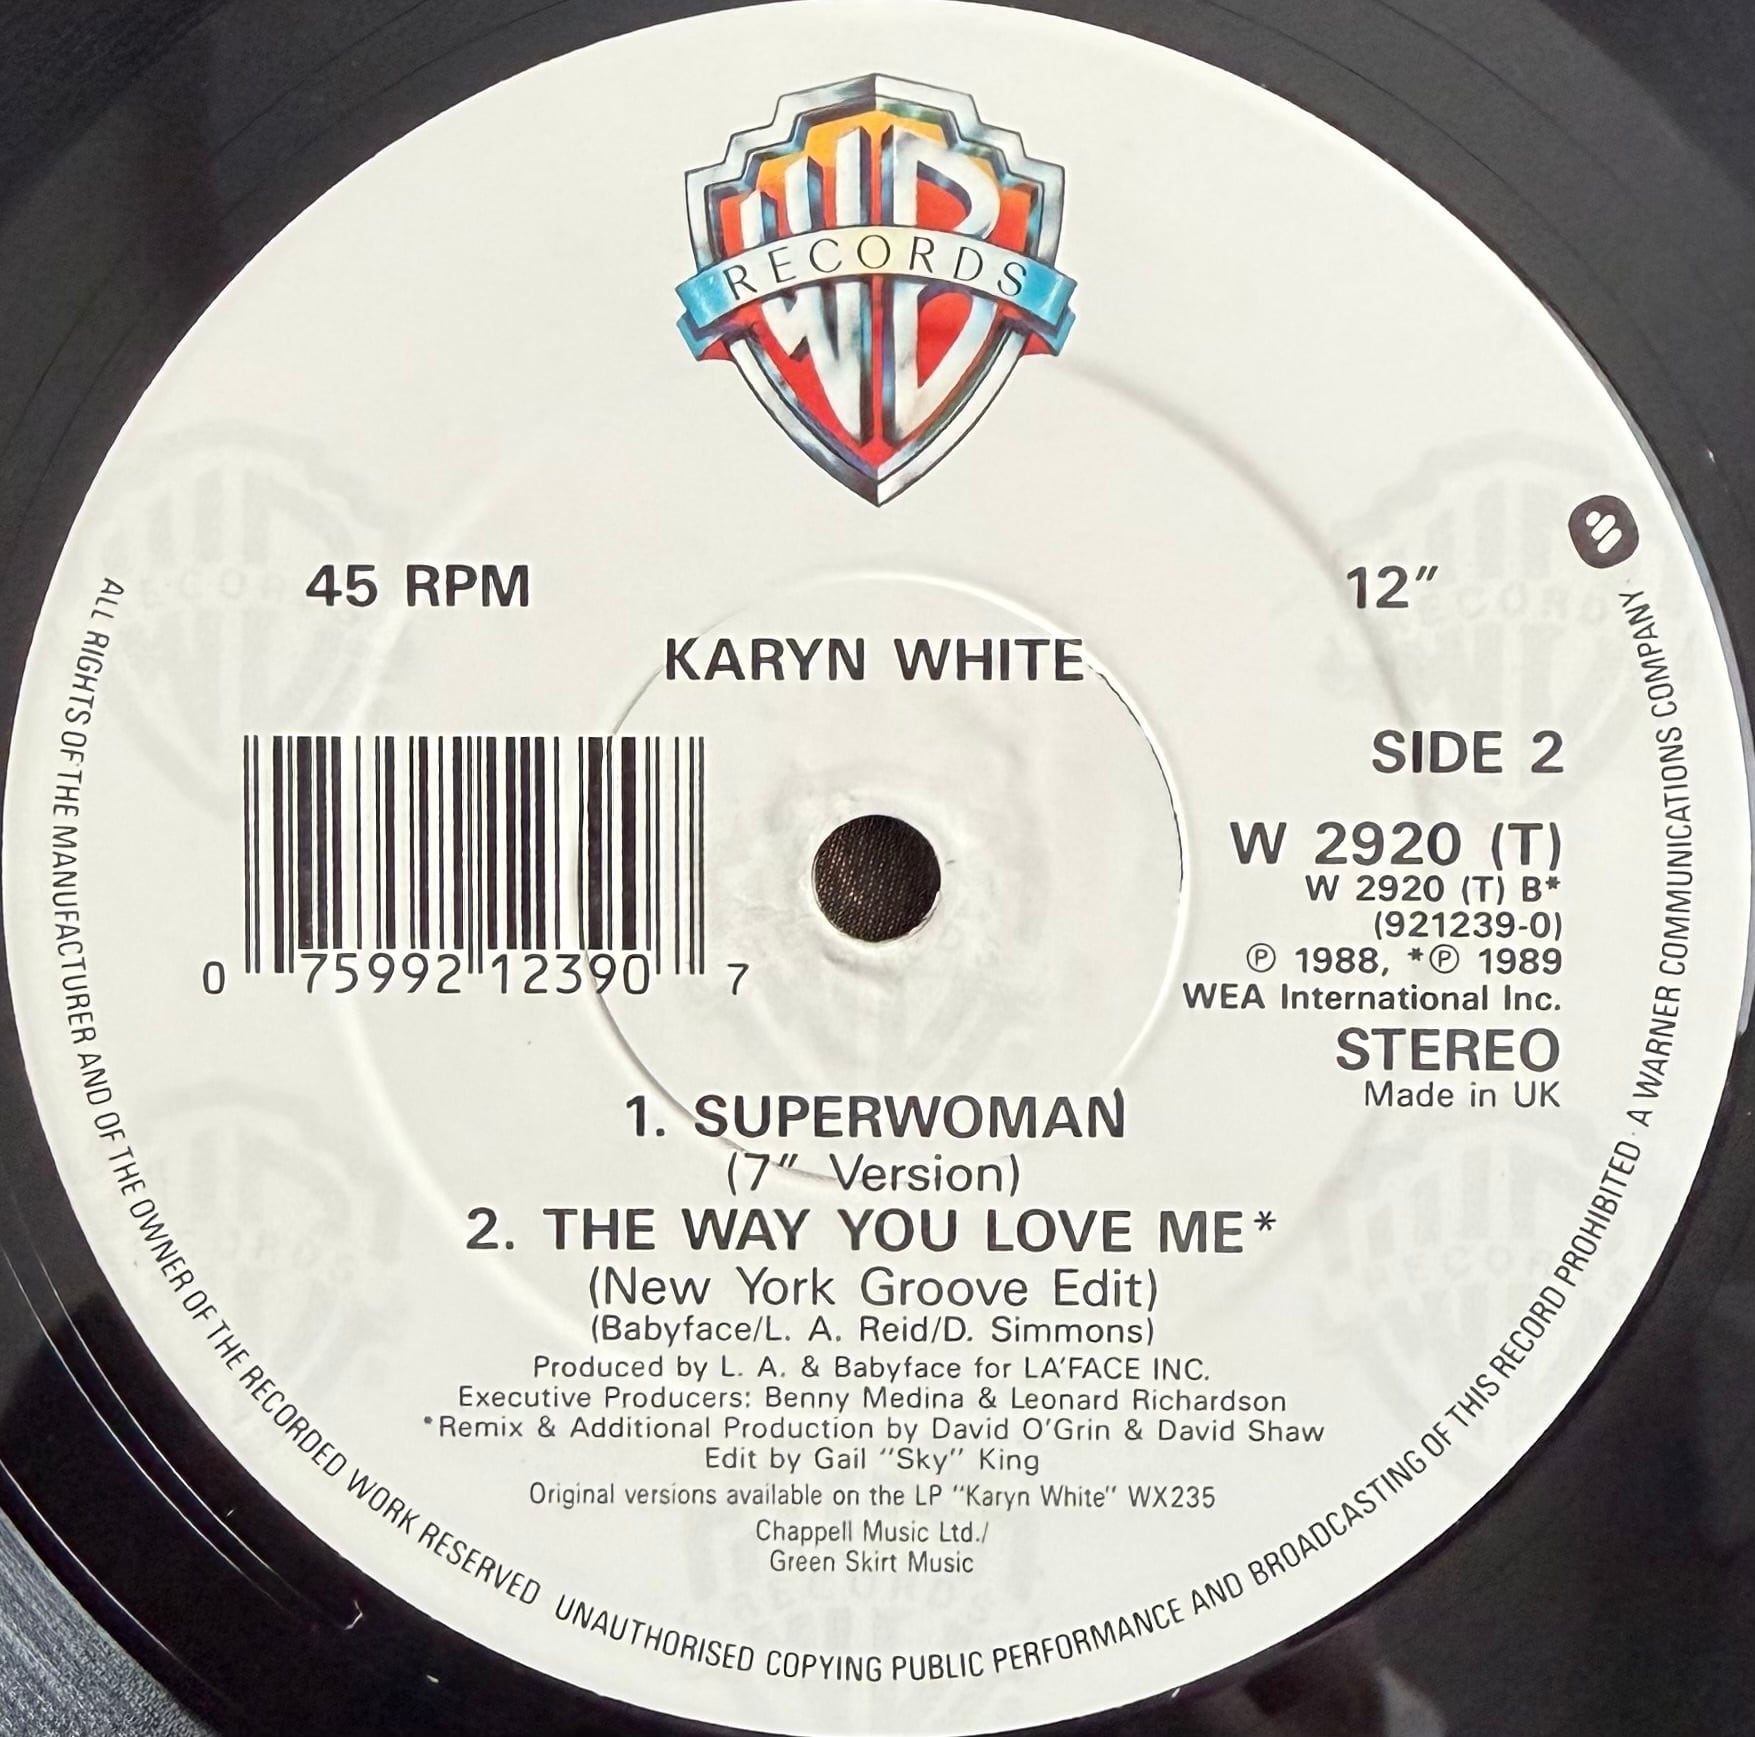 WB
RECORDS
45 RPM
12″
KARYN WHITE
SIDE 2
W 2920 (T)
W 2920 (T) B*
(921239-0)
℗ 1988, *℗ 1989
WEA International Inc.
STEREO
Made in UK
0 75992 12390 7
1. SUPERWOMAN
(7″ Version)
2. THE WAY YOU LOVE ME*
(New York Groove Edit)
(Babyface/L. A. Reid/D. Simmons)
Produced by L. A. & Babyface for LA'FACE INC.
Executive Producers: Benny Medina & Leonard Richardson
*Remix & Additional Production by David O'Grin & David Shaw
Edit by Gail “Sky” King
Original versions available on the LP “Karyn White” WX235
Chappell Music Ltd./
Green Skirt Music
ALL RIGHTS OF THE MANUFACTURER AND OF THE OWNER OF THE RECORDED WORK RESERVED UNAUTHORISED COPYING PUBLIC PERFORMANCE AND BROADCASTING OF THIS RECORD PROHIBITED · A WARNER COMMUNICATIONS COMPANY